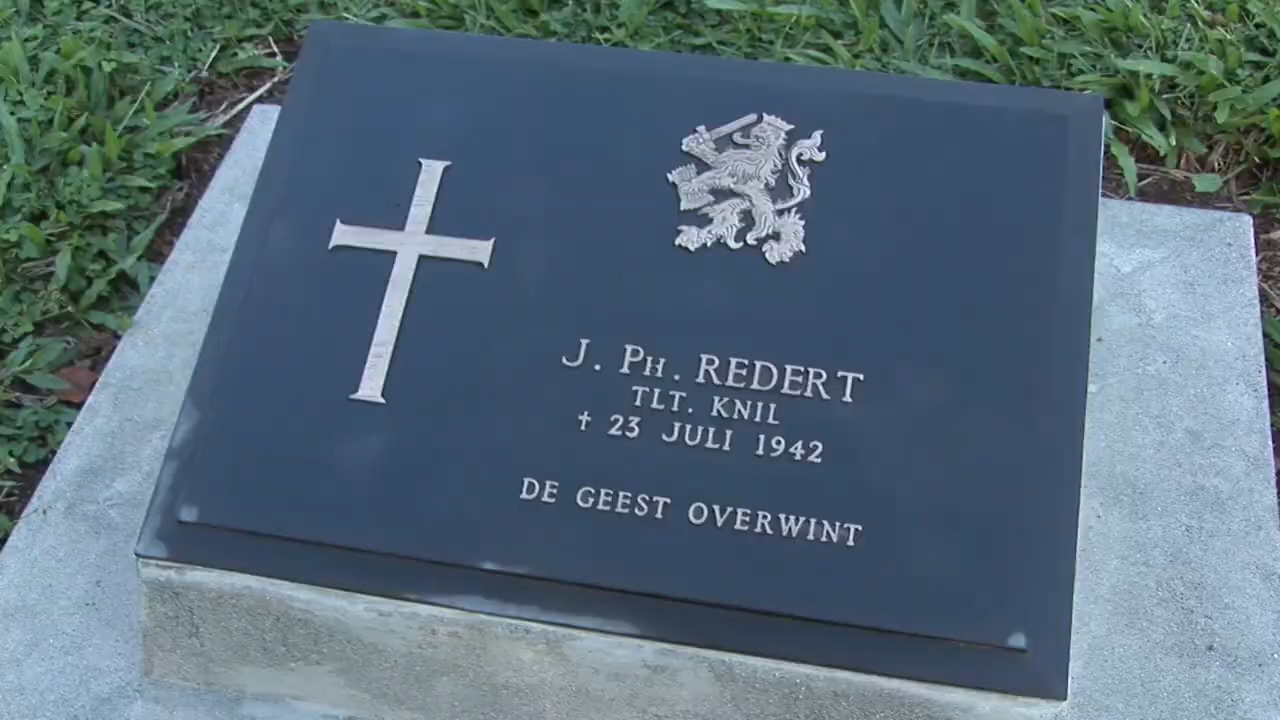 J. PH. REDERT
TLT. KNIL
† 23 JULI 1942
DE GEEST OVERWINT